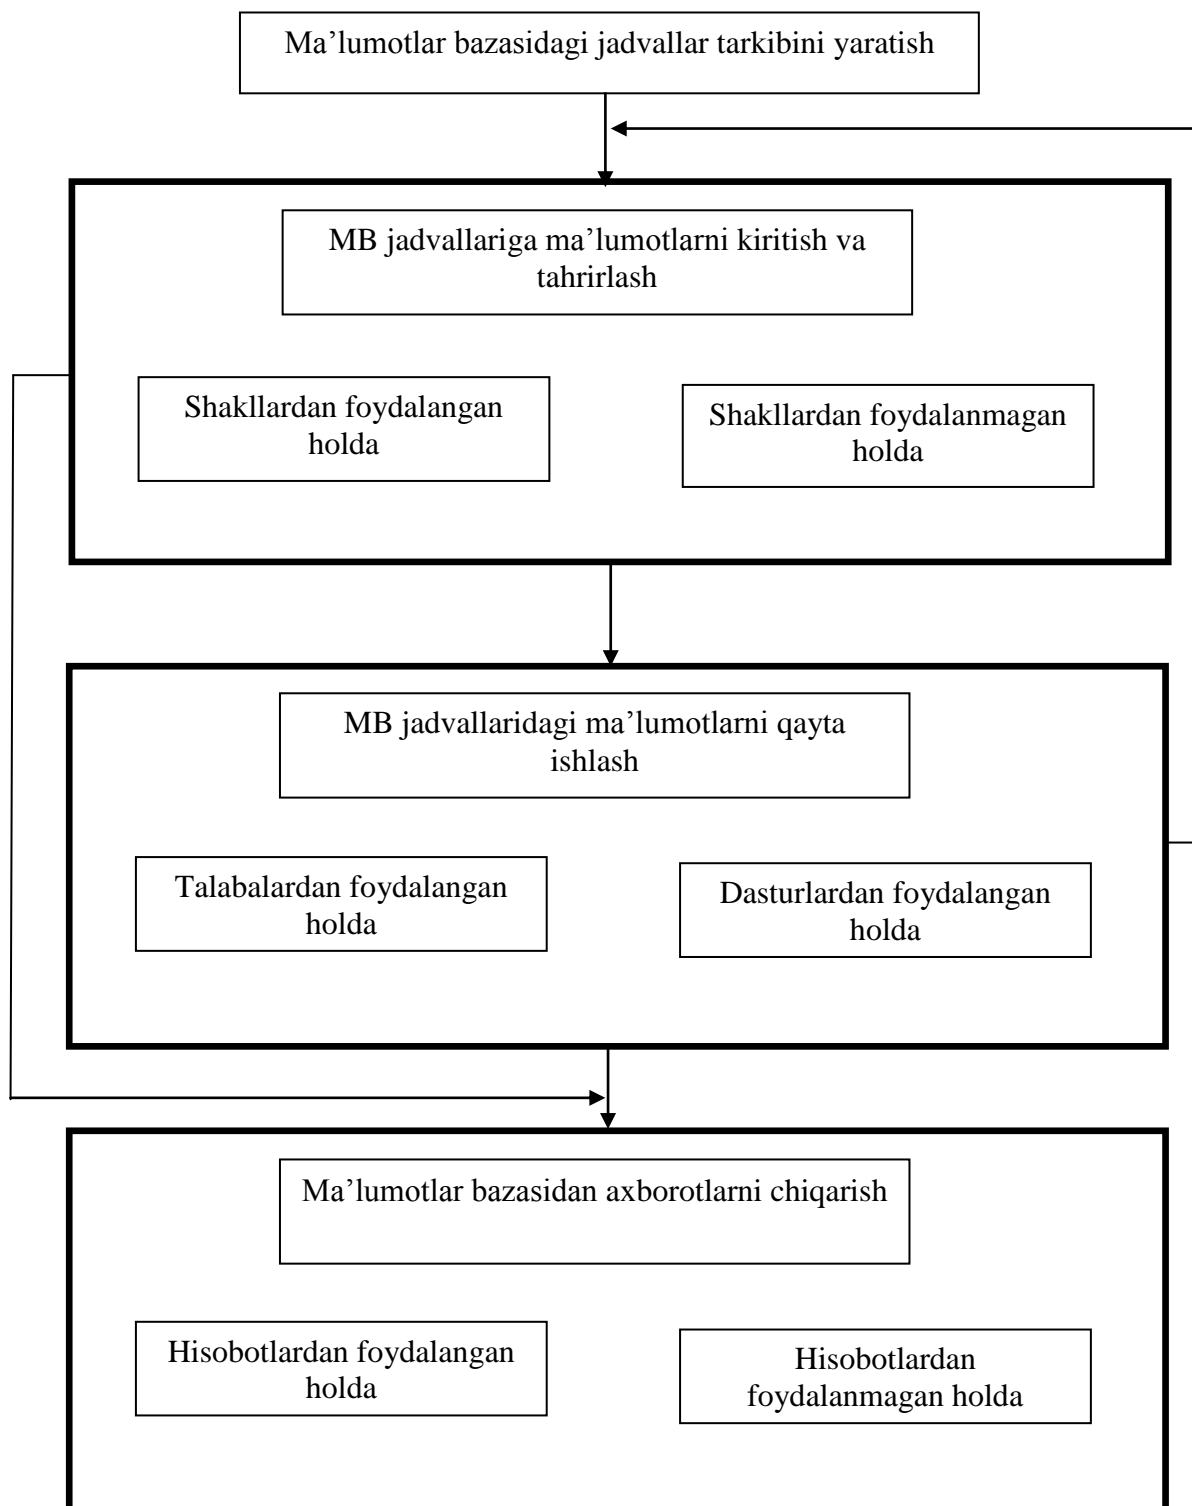 Ma’lumotlar bazasidagi jadvallar tarkibini yaratish
MB jadvallariga ma’lumotlarni kiritish va
tahrirlash
Shakllardan foydalangan
holda
Shakllardan foydalanmagan
holda
MB jadvallaridagi ma’lumotlarni qayta
ishlash
Talabalardan foydalangan
holda
Dasturlardan foydalangan
holda
Ma’lumotlar bazasidan axborotlarni chiqarish
Hisobotlardan foydalangan
holda
Hisobotlardan
foydalanmagan holda